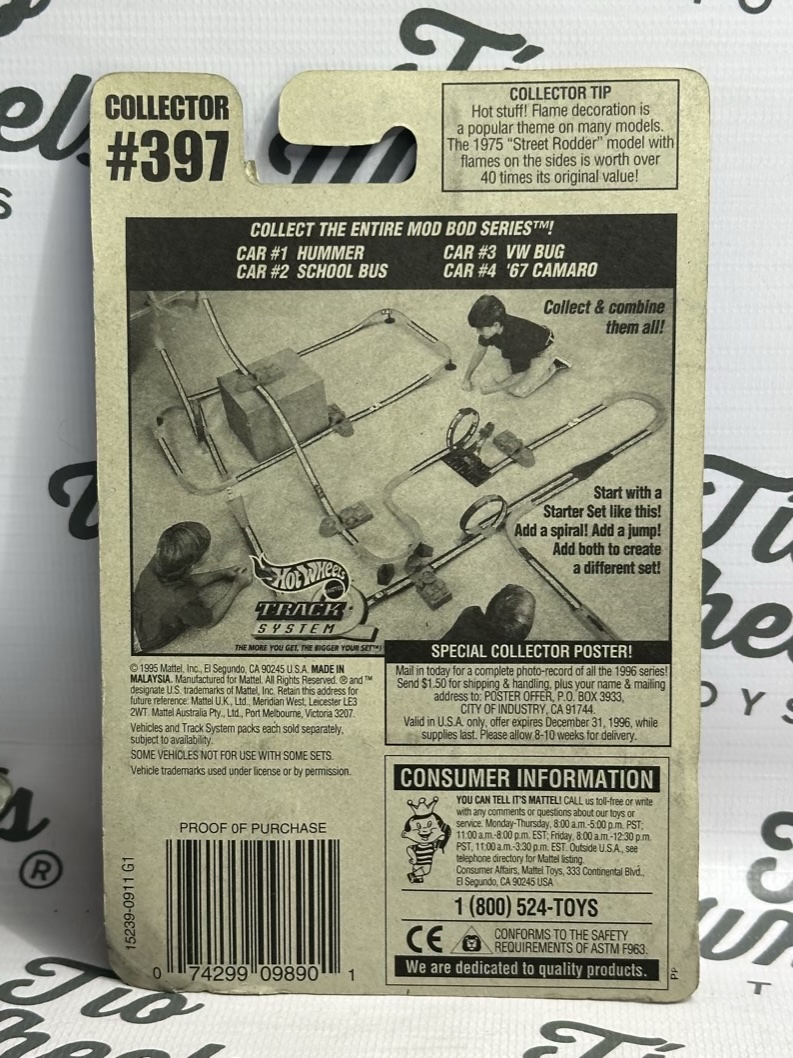 COLLECTOR
#397
COLLECTOR TIP
Hot stuff! Flame decoration is
a popular theme on many models.
The 1975 "Street Rodder" model with
flames on the sides is worth over
40 times its original value!
COLLECT THE ENTIRE MOD BOD SERIES™!
CAR #1 HUMMER
CAR #2 SCHOOL BUS
CAR #3 VW BUG
CAR #4 '67 CAMARO
Collect & combine
them all!
Start with a
Starter Set like this!
Add a spiral! Add a jump!
Add both to create
a different set!
HOT WHEELS
TRACK
SYSTEM
THE MORE YOU GET, THE BIGGER YOUR SET™!
© 1995 Mattel, Inc., El Segundo, CA 90245 U.S.A. MADE IN
MALAYSIA. Manufactured for Mattel. All Rights Reserved. ® and ™
designate U.S. trademarks of Mattel, Inc. Retain this address for
future reference: Mattel U.K., Ltd., Meridian West, Leicester LE3
2WT. Mattel Australia Pty., Ltd., Port Melbourne, Victoria 3207.
Vehicles and Track System packs each sold separately,
subject to availability.
SOME VEHICLES NOT FOR USE WITH SOME SETS.
Vehicle trademarks used under license or by permission.
SPECIAL COLLECTOR POSTER!
Mail in today for a complete photo-record of all the 1996 series!
Send $1.50 for shipping & handling, plus your name & mailing
address to: POSTER OFFER, P.O. BOX 3933,
CITY OF INDUSTRY, CA 91744.
Valid in U.S.A. only, offer expires December 31, 1996, while
supplies last. Please allow 8-10 weeks for delivery.
CONSUMER INFORMATION
YOU CAN TELL IT'S MATTEL! CALL us toll-free or write
with any comments or questions about our toys or
service. Monday-Thursday, 8:00 a.m.-5:00 p.m. PST;
11:00 a.m.-8:00 p.m. EST; Friday, 8:00 a.m.-12:30 p.m.
PST, 11:00 a.m.-3:30 p.m. EST. Outside U.S.A., see
telephone directory for Mattel listing.
Consumer Affairs, Mattel Toys, 333 Continental Blvd.,
El Segundo, CA 90245 USA
1 (800) 524-TOYS
CE
CONFORMS TO THE SAFETY
REQUIREMENTS OF ASTM F963.
We are dedicated to quality products.
PP
PROOF OF PURCHASE
15239-0911 G1
0 74299 09890 1